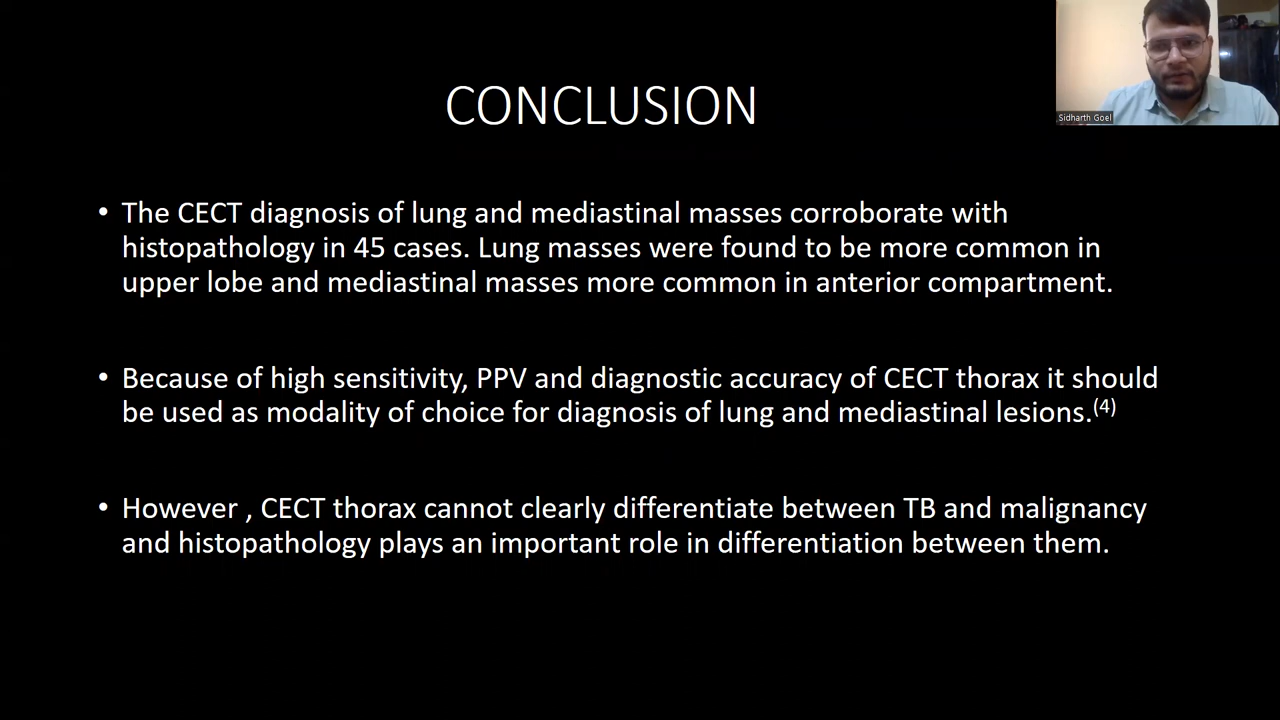 CONCLUSION
Sidharth Goel
• The CECT diagnosis of lung and mediastinal masses corroborate with
histopathology in 45 cases. Lung masses were found to be more common in
upper lobe and mediastinal masses more common in anterior compartment.
• Because of high sensitivity, PPV and diagnostic accuracy of CECT thorax it should
be used as modality of choice for diagnosis of lung and mediastinal lesions.(4)
• However , CECT thorax cannot clearly differentiate between TB and malignancy
and histopathology plays an important role in differentiation between them.